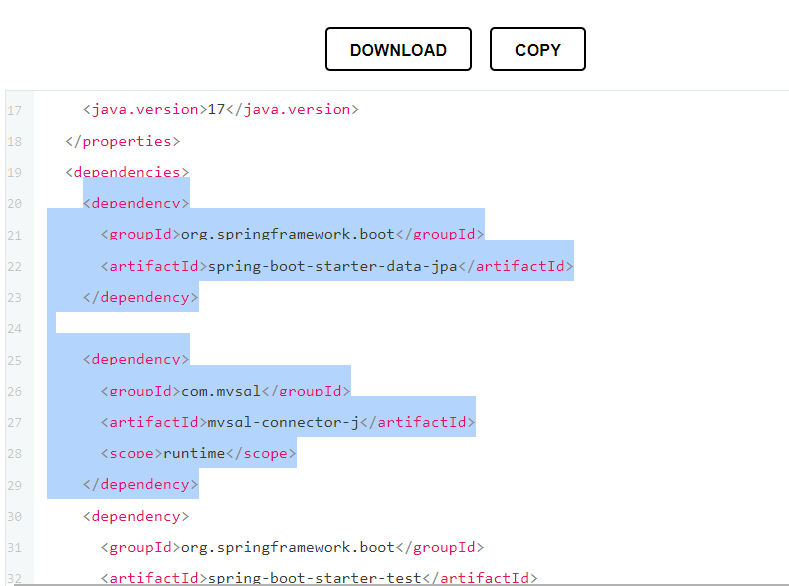 DOWNLOAD COPY
17 <java.version>17</java.version>
18 </properties>
19 <dependencies>
20 <dependency>
21 <groupId>org.springframework.boot</groupId>
22 <artifactId>spring-boot-starter-data-jpa</artifactId>
23 </dependency>
24
25 <dependency>
26 <groupId>com.mysql</groupId>
27 <artifactId>mysql-connector-j</artifactId>
28 <scope>runtime</scope>
29 </dependency>
30 <dependency>
31 <groupId>org.springframework.boot</groupId>
32 <artifactId>spring-boot-starter-test</artifactId>